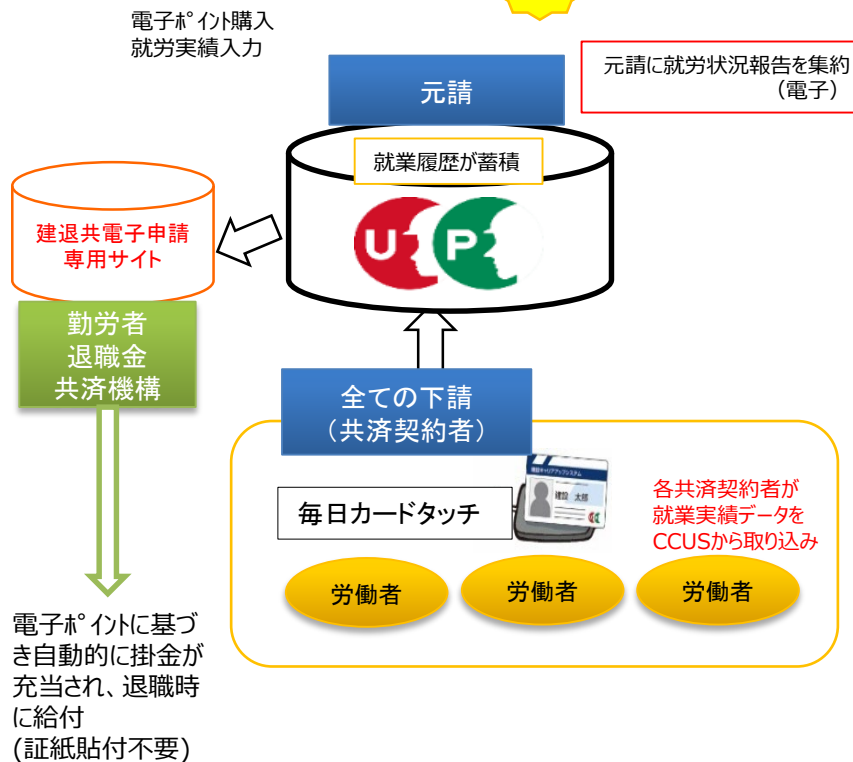 電子ポイント購入
就労実績入力
元請
元請に就労状況報告を集約
（電子）
就業履歴が蓄積
UP
建退共電子申請
専用サイト
勤労者
退職金
共済機構
全ての下請
（共済契約者）
建設キャリアアップシステム
建設 太郎
毎日カードタッチ
各共済契約者が
就業実績データを
CCUSから取り込み
労働者
労働者
労働者
電子ポイントに基づ
き自動的に掛金が
充当され、退職時
に給付
(証紙貼付不要)